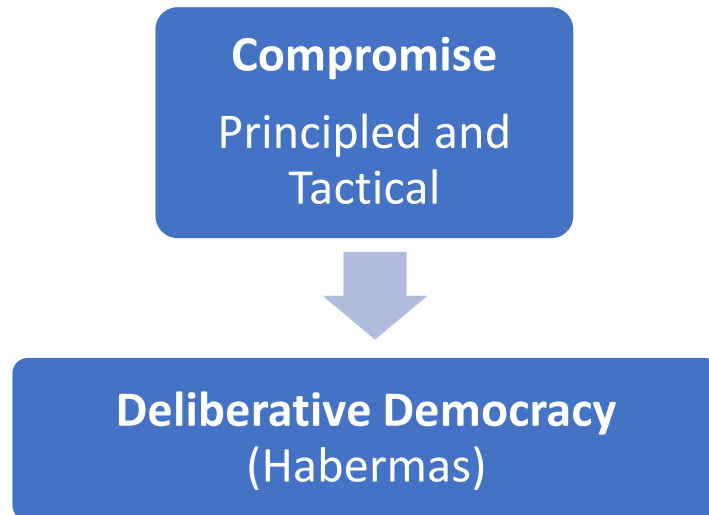 Compromise
Principled and
Tactical
Deliberative Democracy
(Habermas)